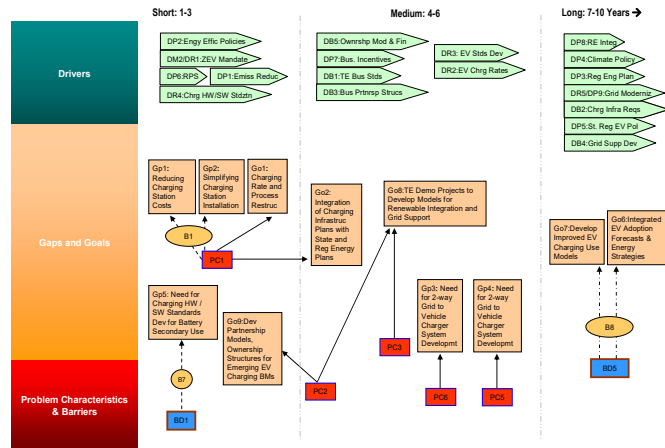 Short: 1-3
Medium: 4-6
Long: 7-10 Years
Drivers
DP2:Engy Effic Policies
DM2/DR1:ZEV Mandate
DP6:RPS
DP1:Emiss Reduc
DR4:Chrg HW/SW Stdztn
DB5:Ownrshp Mod & Fin
DP7:Bus. Incentives
DB1:TE Bus Stds
DB3:Bus Prtnrsp Strucs
DR3: EV Stds Dev
DR2:EV Chrg Rates
DP8:RE Integ
DP4:Climate Policy
DP3:Reg Eng Plan
DR5/DP9:Grid Moderniz
DB2:Chrg Infra Reqs
DP5:St. Reg EV Pol
DB4:Grid Supp Dev
Gaps and Goals
Gp1:
Reducing
Charging
Station
Costs
Gp2:
Simplifying
Charging
Station
Installation
Go1:
Charging
Rate and
Process
Restruc
Go2:
Integration
of Charging
Infrastruc
Plans with
State and
Reg Energy
Plans
Go8:TE Demo Projects to
Develop Models for
Renewable Integration and
Grid Support
Go7:Develop
Improved EV
Charging Use
Models
Go6:Integrated
EV Adoption
Forecasts &
Energy
Strategies
B1
PC1
Gp5: Need for
Charging HW /
SW Standards
Dev for Battery
Secondary Use
Go9:Dev
Partnership
Models,
Ownership
Structures for
Emerging EV
Charging BMs
Gp3: Need
for 2-way
Grid to
Vehicle
Charger
System
Developmt
Gp4: Need
for 2-way
Grid to
Vehicle
Charger
System
Developmt
B8
PC3
B7
BD5
Problem Characteristics
& Barriers
BD1
PC2
PC6
PC5